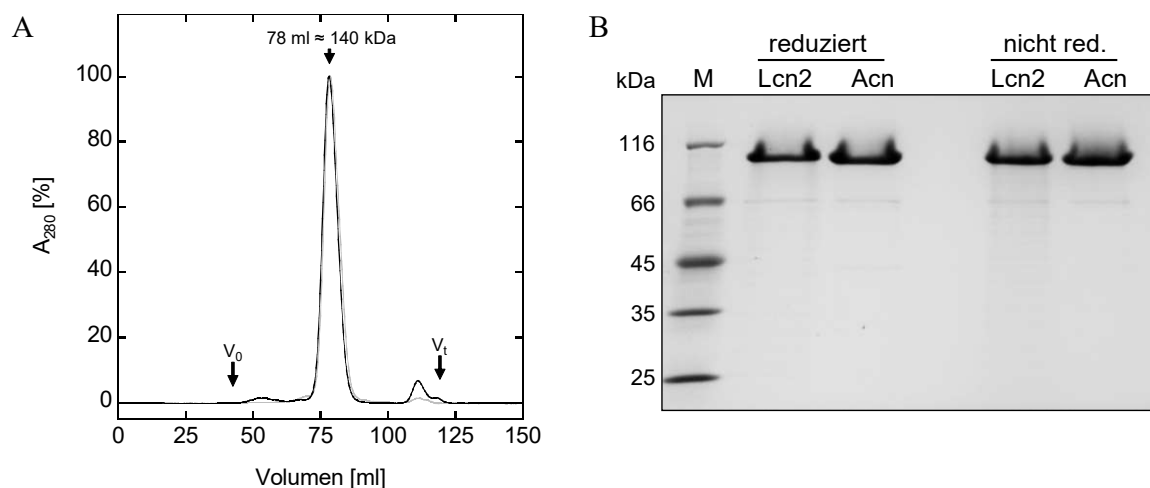 A
78 ml ≈ 140 kDa
100
80
60
40
20
0
A280 [%]
V0
Vt
0 25 50 75 100 125 150
Volumen [ml]
B
reduziert nicht red.
kDa M Lcn2 Acn Lcn2 Acn
116
66
45
35
25